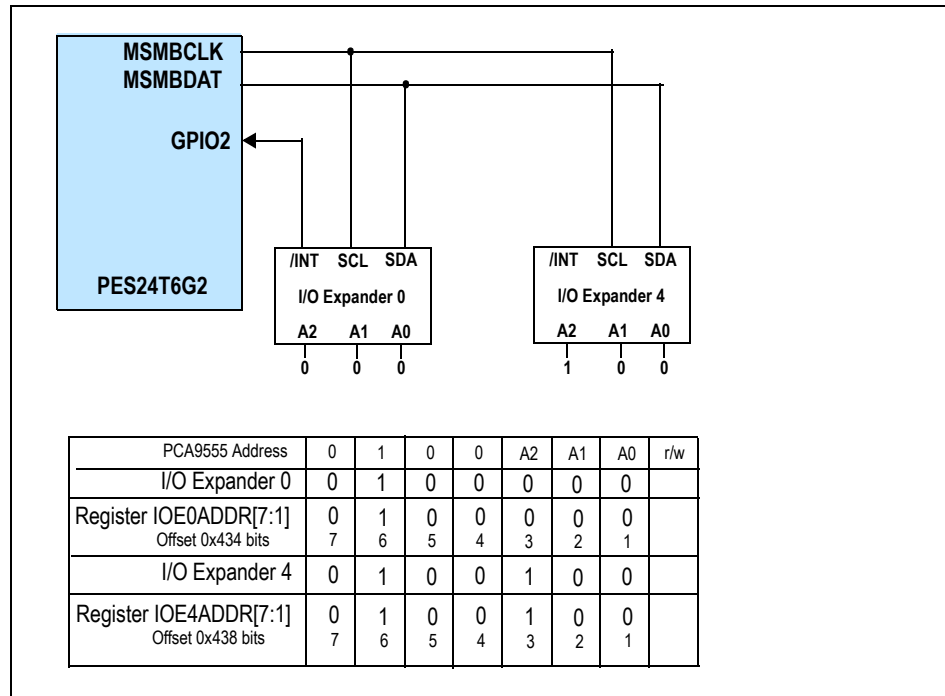 MSMBCLK
MSMBDAT
GPIO2
PES24T6G2
/INT SCL SDA
I/O Expander 0
A2 A1 A0
0 0 0
/INT SCL SDA
I/O Expander 4
A2 A1 A0
1 0 0
PCA9555 Address 0 1 0 0 A2 A1 A0 r/w
I/O Expander 0 0 1 0 0 0 0 0
Register IOE0ADDR[7:1] 0 1 0 0 0 0 0
Offset 0x434 bits 7 6 5 4 3 2 1
I/O Expander 4 0 1 0 0 1 0 0
Register IOE4ADDR[7:1] 0 1 0 0 1 0 0
Offset 0x438 bits 7 6 5 4 3 2 1